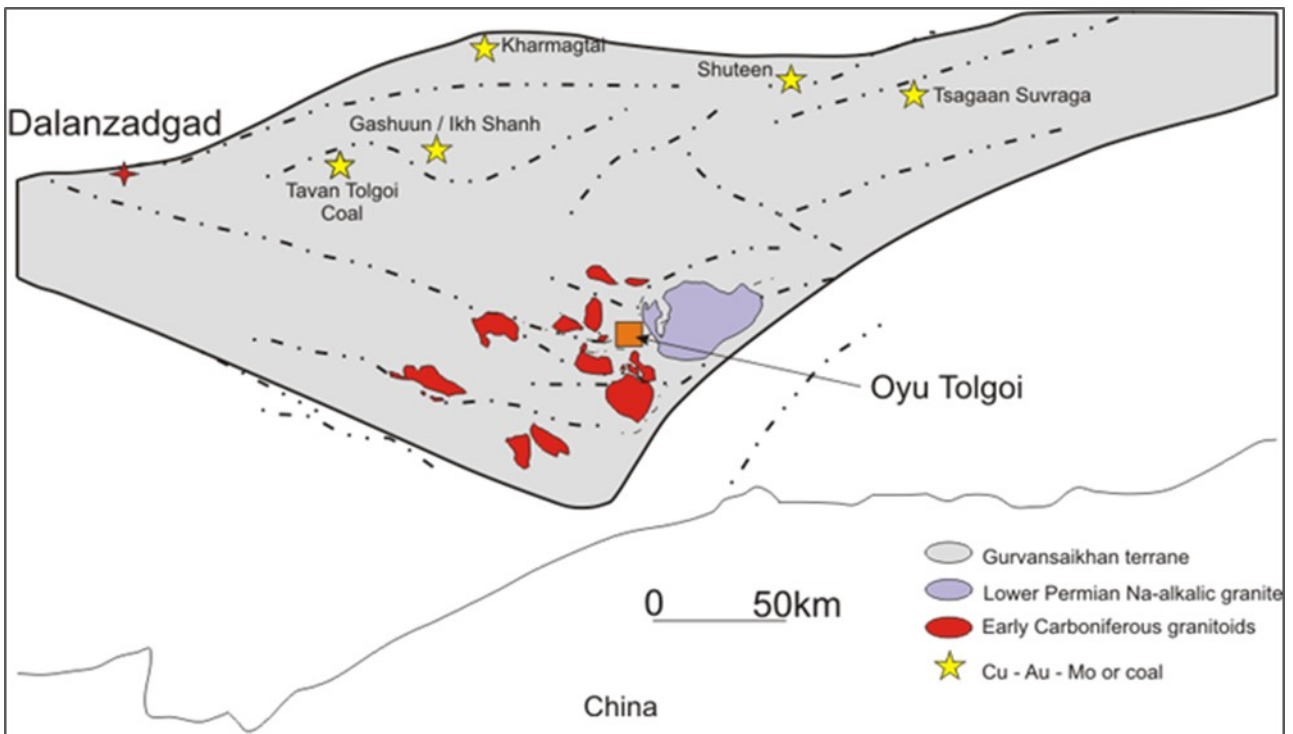 Kharmagtai
Shuteen
Tsagaan Suvraga
Dalanzadgad
Gashuun / Ikh Shanh
Tavan Tolgoi
Coal
Oyu Tolgoi
Gurvansaikhan terrane
Lower Permian Na-alkalic granite
Early Carboniferous granitoids
Cu - Au - Mo or coal
0 50km
China